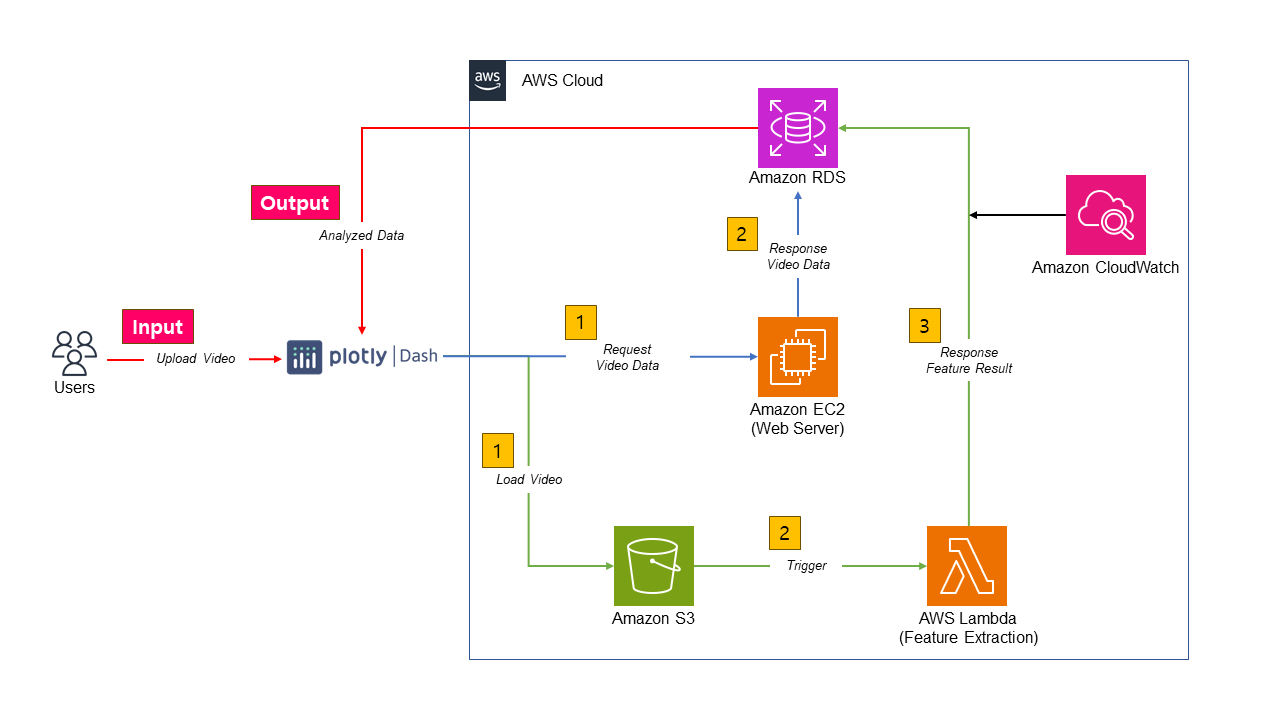 aws
AWS Cloud
Amazon RDS
Output
Analyzed Data
2
Response
Video Data
Amazon CloudWatch
Input
Upload Video
Users
plotly | Dash
1
Request
Video Data
Amazon EC2
(Web Server)
3
Response
Feature Result
1
Load Video
Amazon S3
2
Trigger
AWS Lambda
(Feature Extraction)